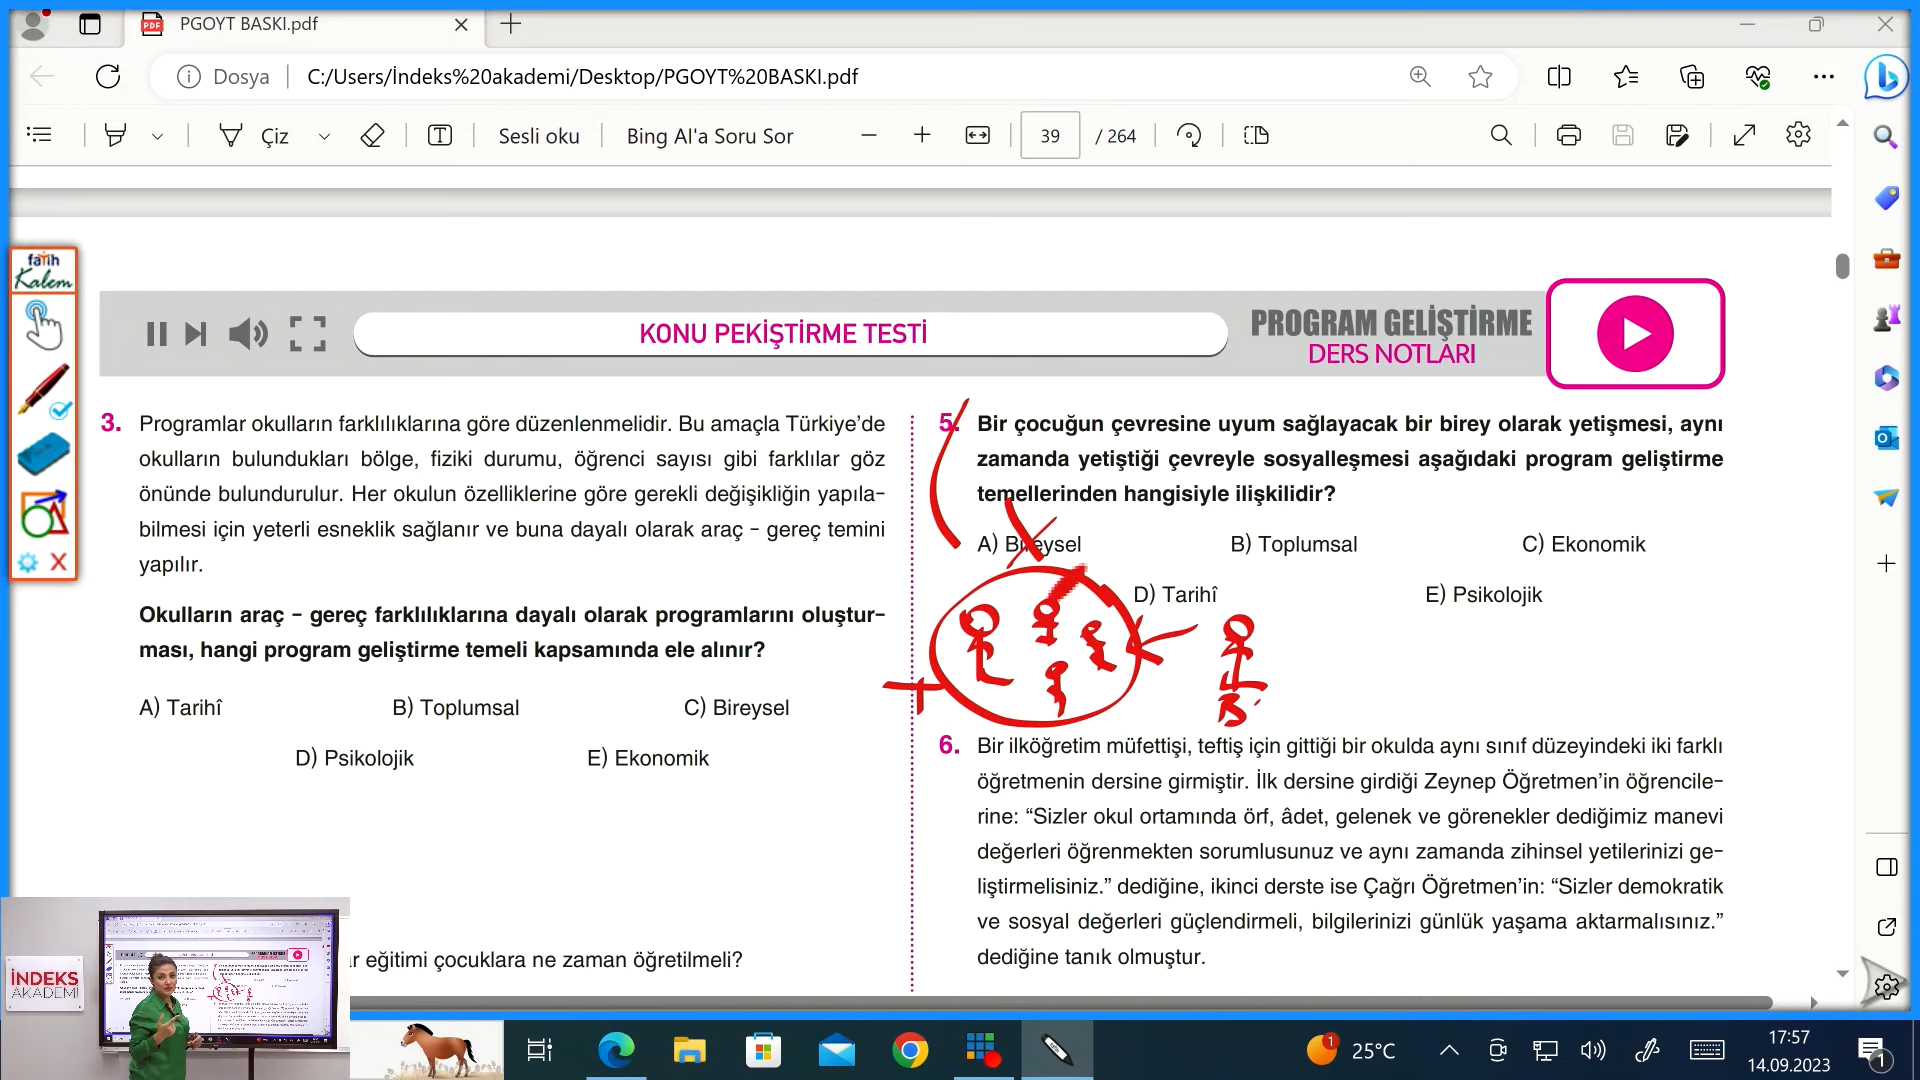 PGOYT BASKI.pdf
Dosya
C:/Users/İndeks%20akademi/Desktop/PGOYT%20BASKI.pdf
Çiz
Sesli oku
Bing AI'a Soru Sor
39 / 264
fatih
Kalem
KONU PEKİŞTİRME TESTİ
PROGRAM GELİŞTİRME
DERS NOTLARI
3. Programlar okulların farklılıklarına göre düzenlenmelidir. Bu amaçla Türkiye'de
okulların bulundukları bölge, fiziki durumu, öğrenci sayısı gibi farklılar göz
önünde bulundurulur. Her okulun özelliklerine göre gerekli değişikliğin yapıla-
bilmesi için yeterli esneklik sağlanır ve buna dayalı olarak araç - gereç temini
yapılır.
Okulların araç - gereç farklılıklarına dayalı olarak programlarını oluştur-
ması, hangi program geliştirme temeli kapsamında ele alınır?
A) Tarihî B) Toplumsal C) Bireysel
D) Psikolojik E) Ekonomik
r eğitimi çocuklara ne zaman öğretilmeli?
5. Bir çocuğun çevresine uyum sağlayacak bir birey olarak yetişmesi, aynı
zamanda yetiştiği çevreyle sosyalleşmesi aşağıdaki program geliştirme
temellerinden hangisiyle ilişkilidir?
A) Bireysel B) Toplumsal C) Ekonomik
D) Tarihî E) Psikolojik
T
B
6. Bir ilköğretim müfettişi, teftiş için gittiği bir okulda aynı sınıf düzeyindeki iki farklı
öğretmenin dersine girmiştir. İlk dersine girdiği Zeynep Öğretmen'in öğrencile-
rine: "Sizler okul ortamında örf, âdet, gelenek ve görenekler dediğimiz manevi
değerleri öğrenmekten sorumlusunuz ve aynı zamanda zihinsel yetilerinizi ge-
liştirmelisiniz." dediğine, ikinci derste ise Çağrı Öğretmen'in: "Sizler demokratik
ve sosyal değerleri güçlendirmeli, bilgilerinizi günlük yaşama aktarmalısınız."
dediğine tanık olmuştur.
İNDEKS
AKADEMİ
1
25°C
17:57
14.09.2023
1